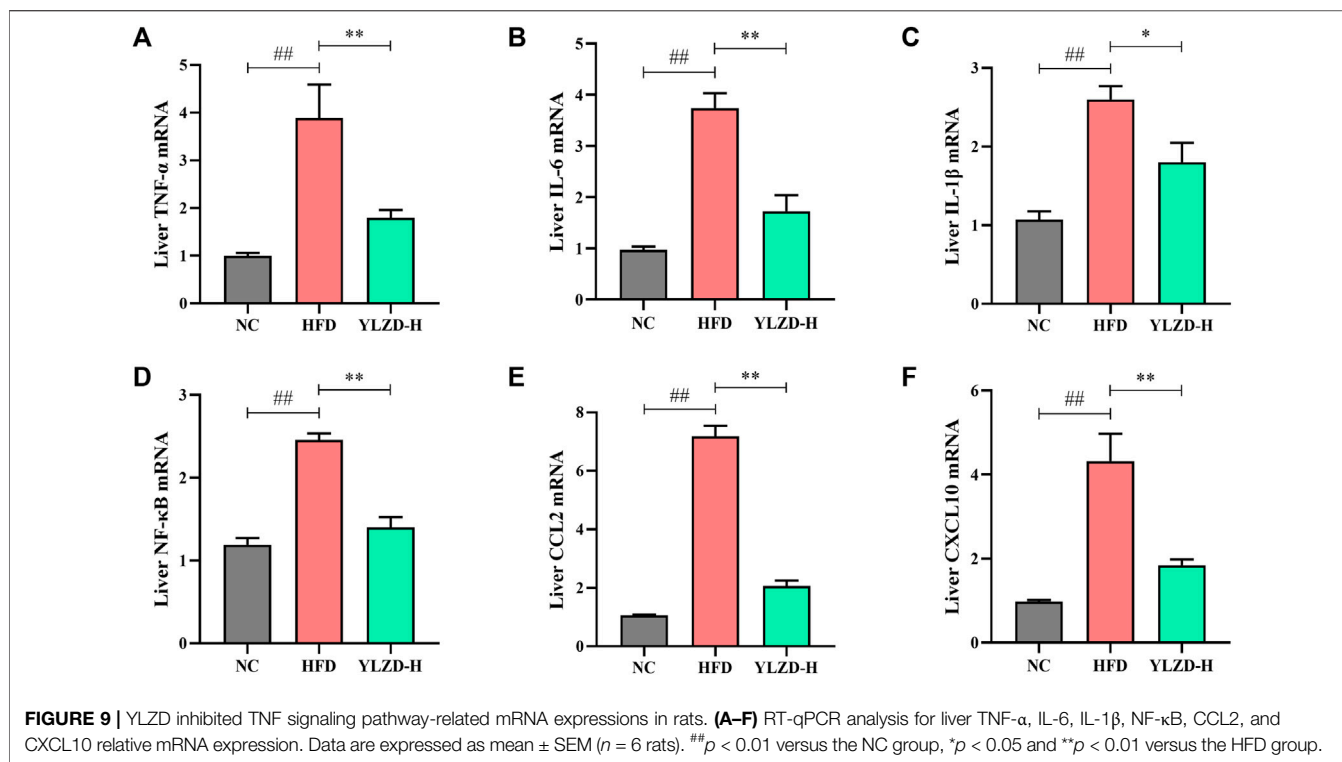 A
##
**
Liver TNF-α mRNA
5
4
3
2
1
0
NC HFD YLZD-H
B
##
**
Liver IL-6 mRNA
5
4
3
2
1
0
NC HFD YLZD-H
C
##
*
Liver IL-1β mRNA
3
2
1
0
NC HFD YLZD-H
D
##
**
Liver NF-κB mRNA
3
2
1
0
NC HFD YLZD-H
E
##
**
Liver CCL2 mRNA
8
6
4
2
0
NC HFD YLZD-H
F
##
**
Liver CXCL10 mRNA
6
4
2
0
NC HFD YLZD-H
FIGURE 9 | YLZD inhibited TNF signaling pathway-related mRNA expressions in rats. (A–F) RT-qPCR analysis for liver TNF-α, IL-6, IL-1β, NF-κB, CCL2, and
CXCL10 relative mRNA expression. Data are expressed as mean ± SEM (n = 6 rats). ##p < 0.01 versus the NC group, *p < 0.05 and **p < 0.01 versus the HFD group.